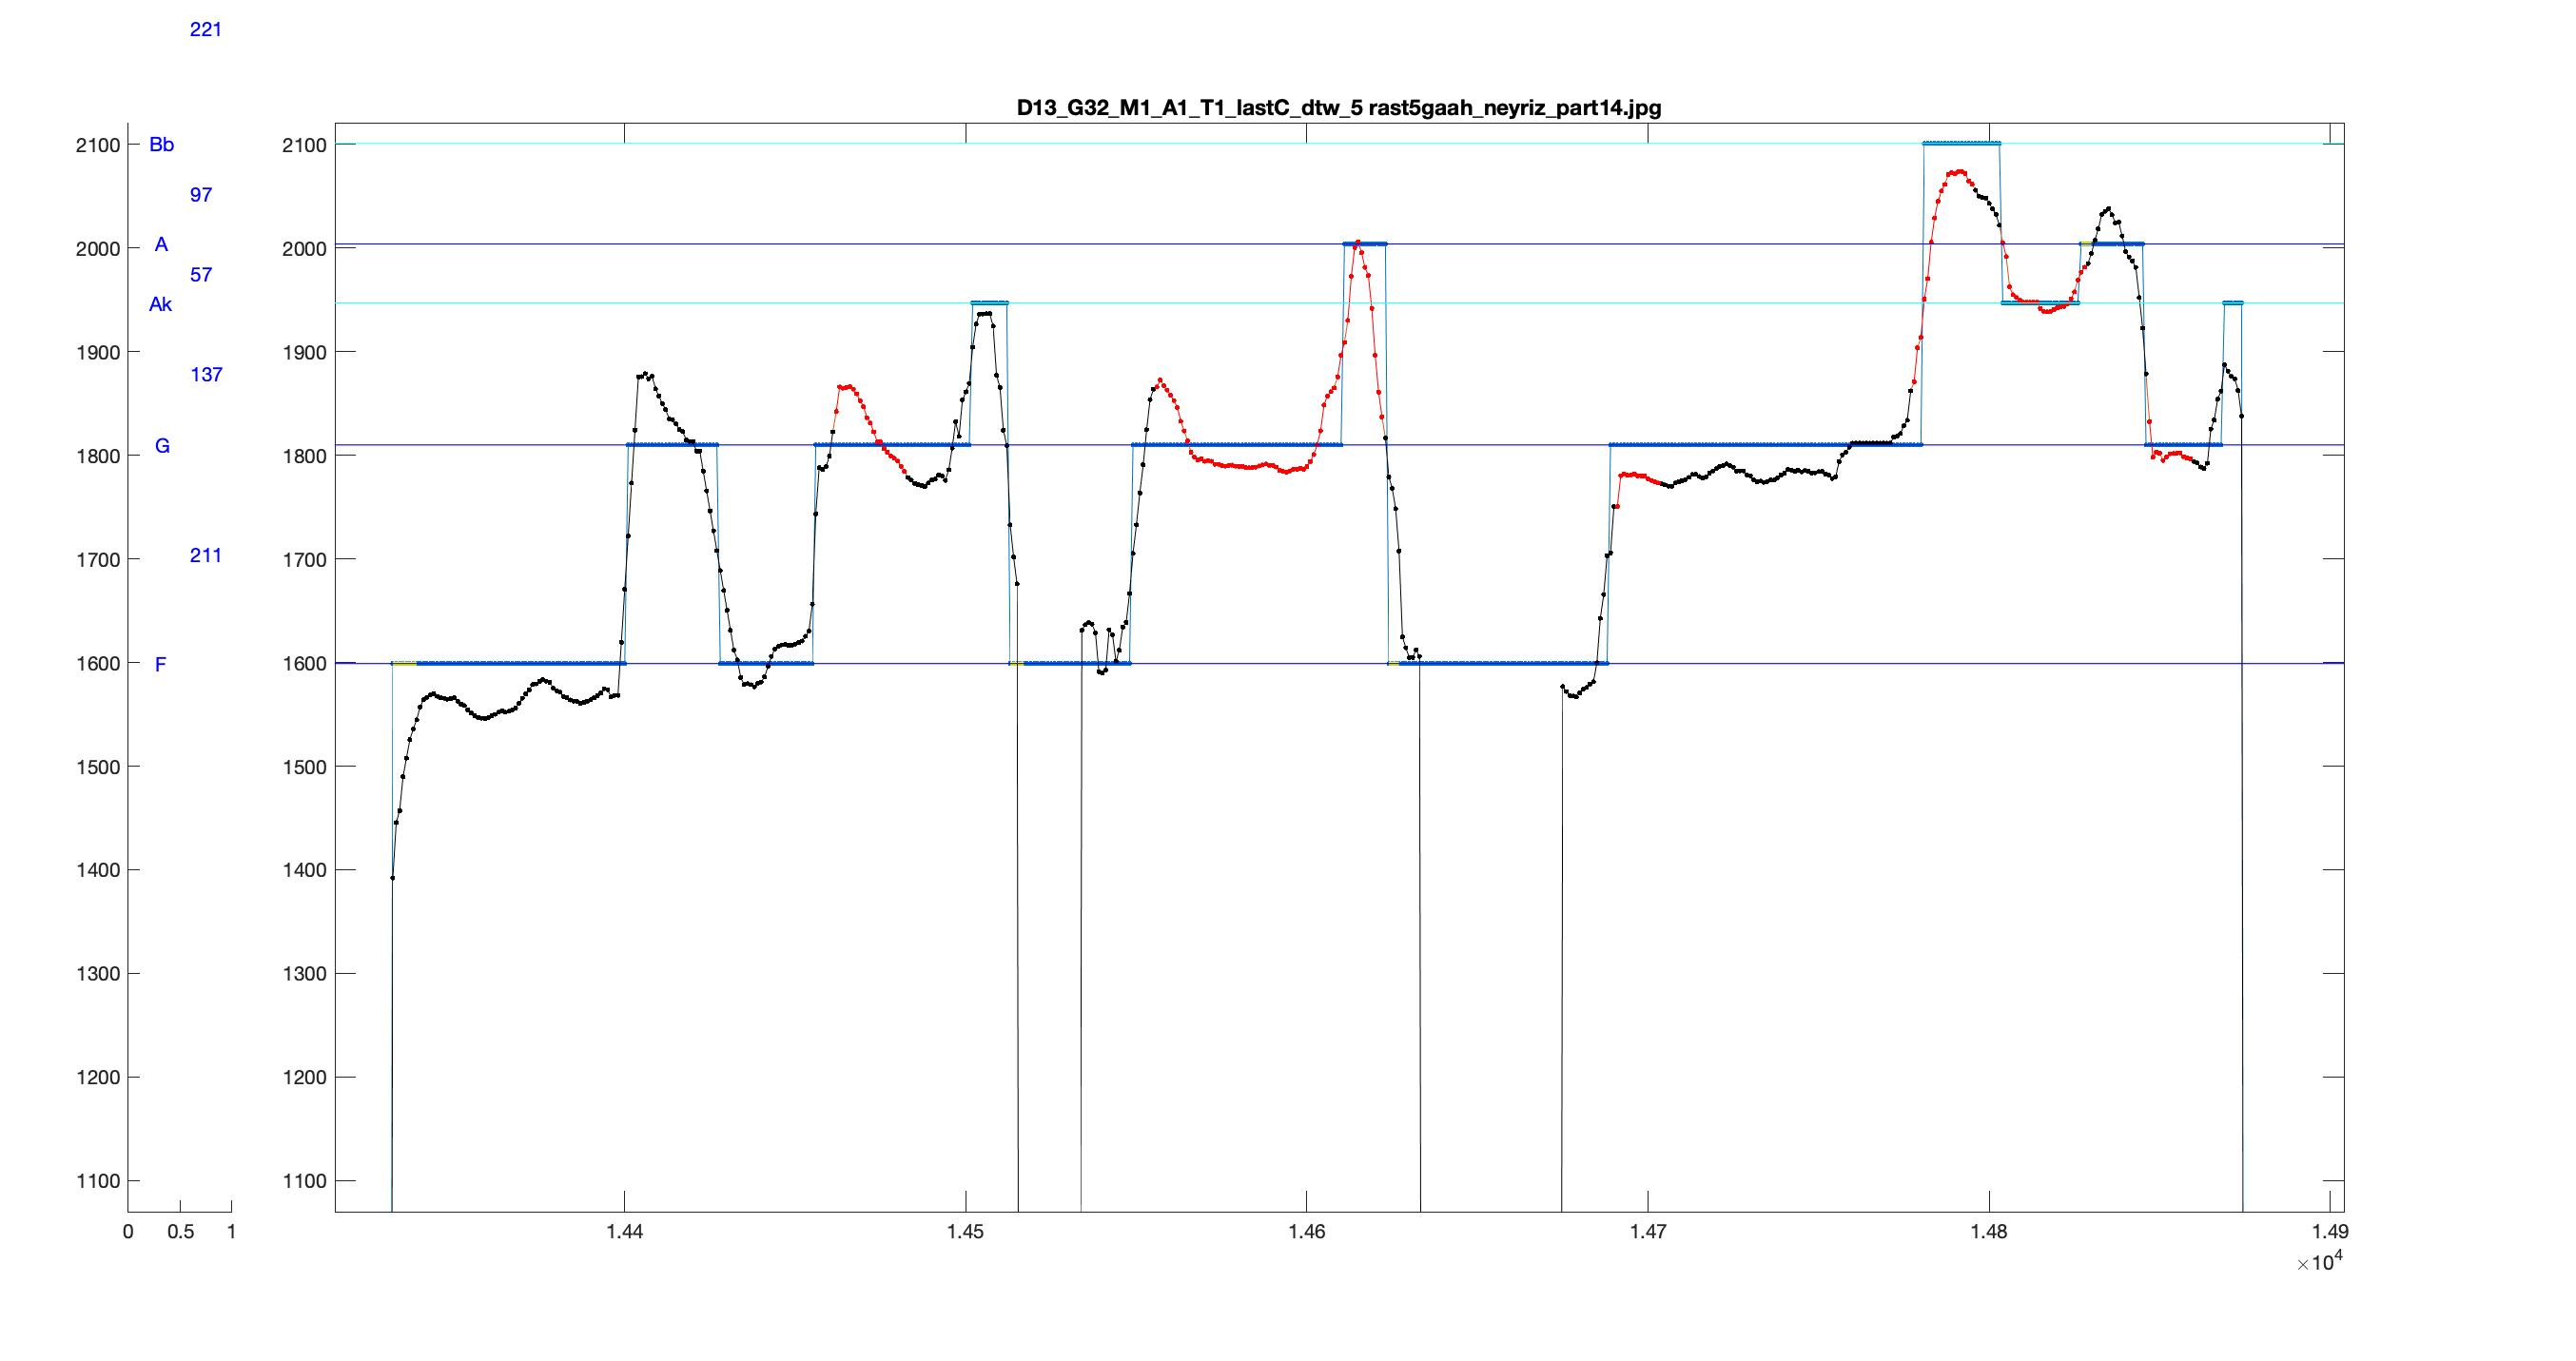 221
D13_G32_M1_A1_T1_lastC_dtw_5 rast5gaah_neyriz_part14.jpg
2100 Bb 2100
97
2000 A 2000
57
Ak
1900 1900
137
1800 G 1800
1700 211 1700
1600 F 1600
1500 1500
1400 1400
1300 1300
1200 1200
1100 1100
0 0.5 1 1.44 1.45 1.46 1.47 1.48 1.49
×10^4